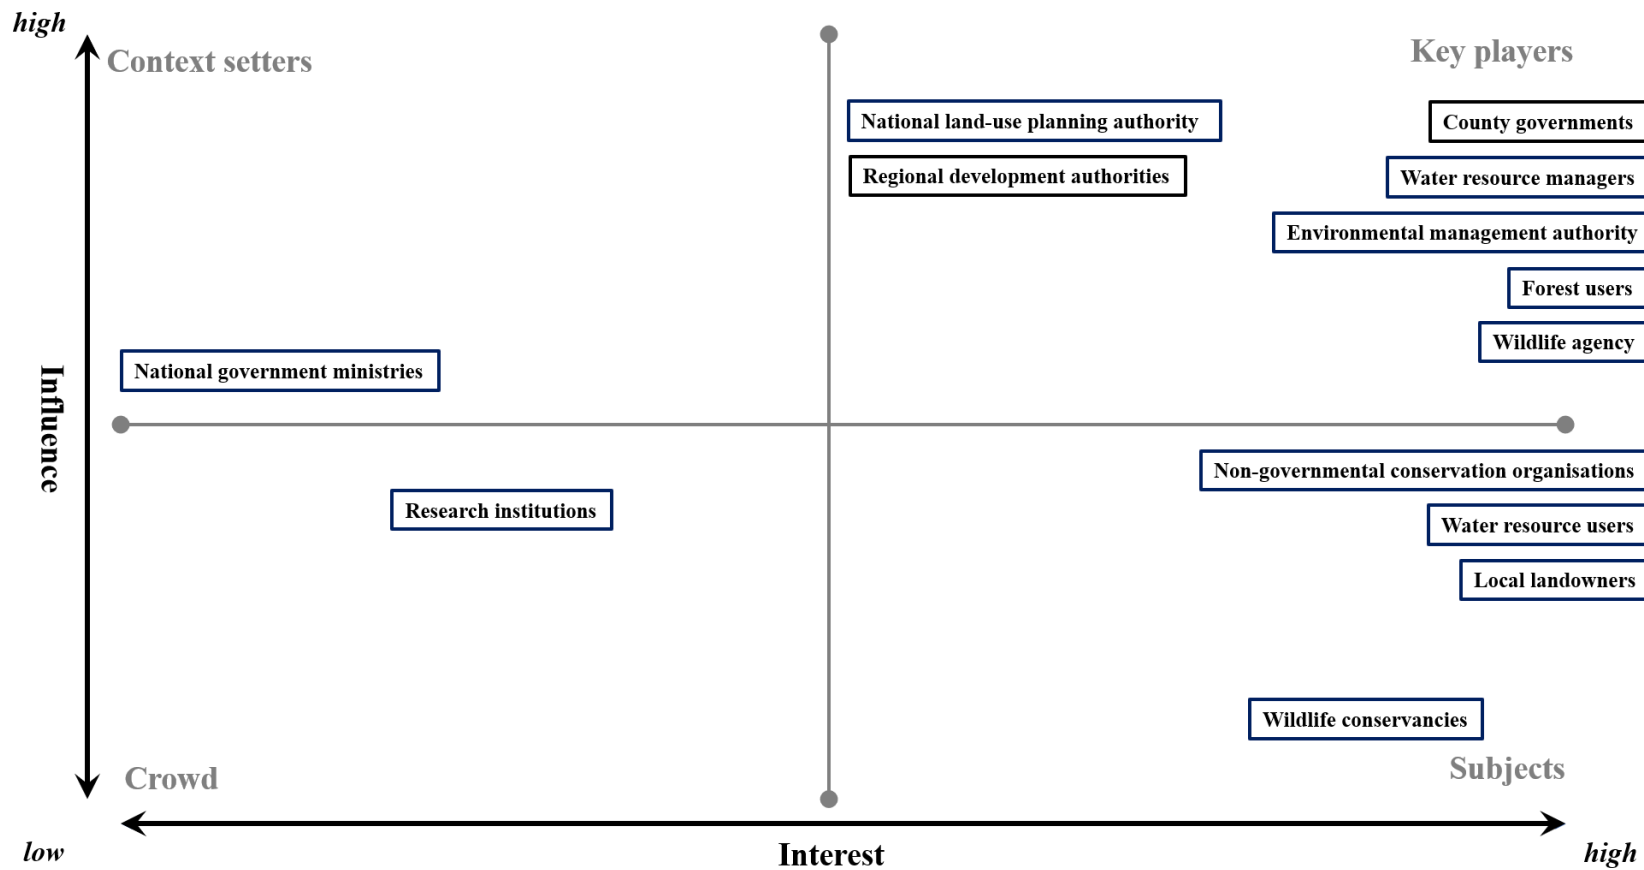 high
Context setters
Key players
National land-use planning authority
County governments
Regional development authorities
Water resource managers
Environmental management authority
Forest users
Wildlife agency
National government ministries
Influence
Non-governmental conservation organisations
Research institutions
Water resource users
Local landowners
Wildlife conservancies
Crowd
Subjects
low
Interest
high